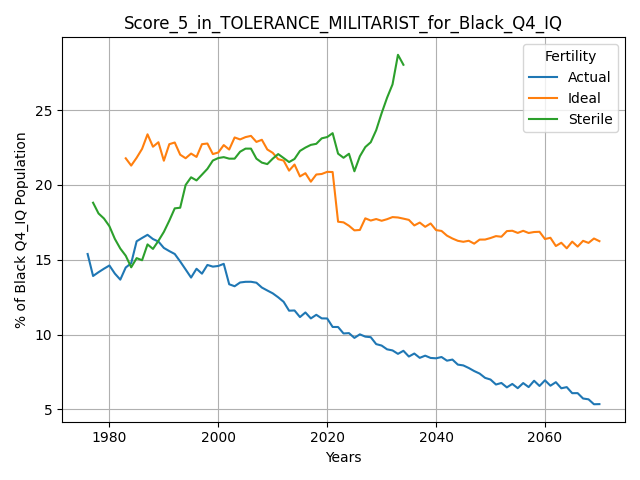 Score_5_in_TOLERANCE_MILITARIST_for_Black_Q4_IQ
Fertility
Actual
Ideal
Sterile
% of Black Q4_IQ Population
25
20
15
10
5
1980
2000
2020
2040
2060
Years